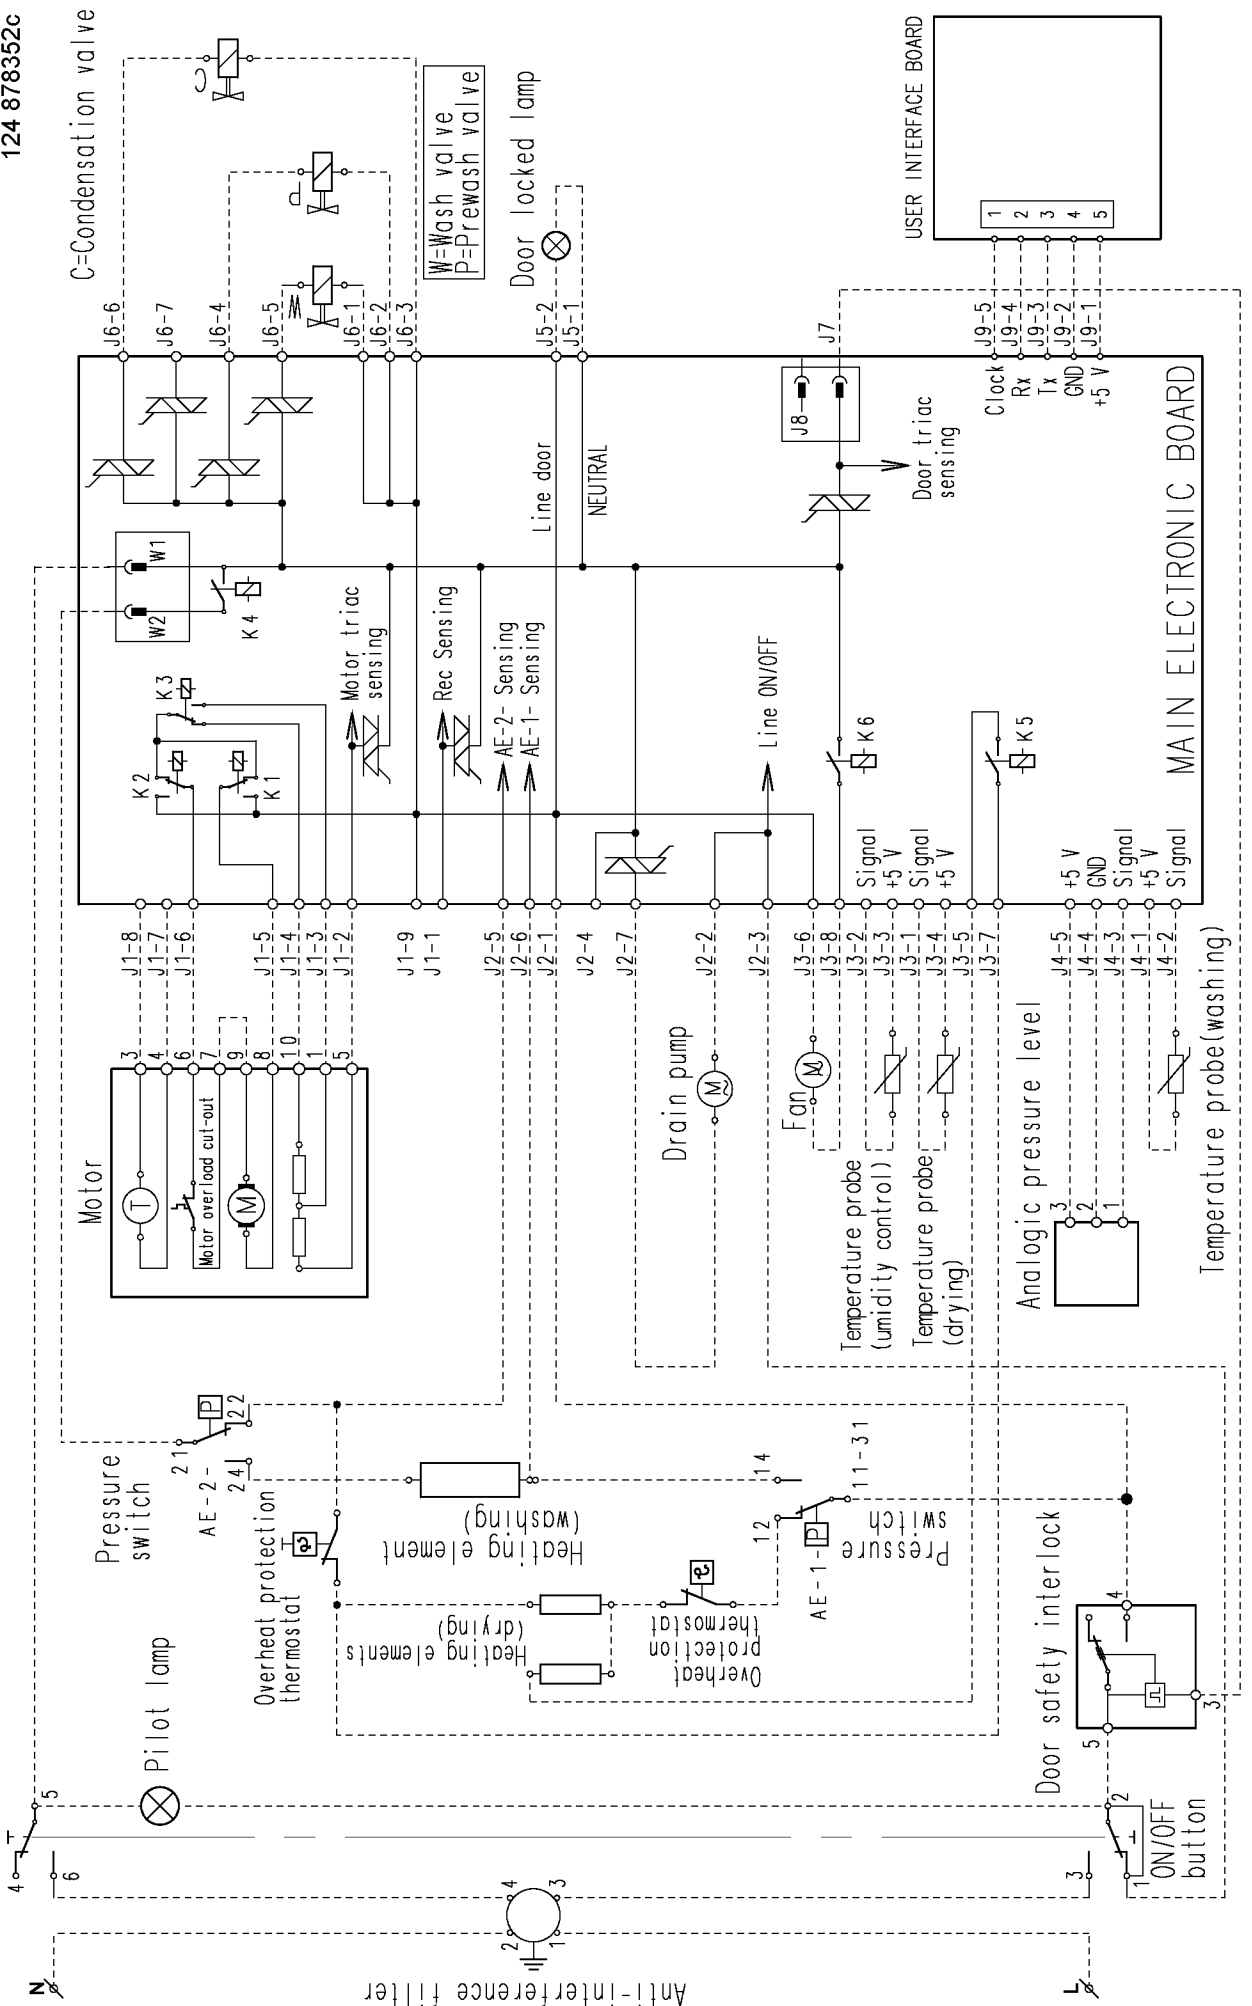 124 878352c
C=Condensation valve
C
P
W
W=Wash valve
P=Prewash valve
Door locked lamp
USER INTERFACE BOARD
1
2
3
4
5
J6-6
J6-7
J6-4
J6-5
J6-1
J6-2
J6-3
J5-2
J5-1
J7
J9-5
J9-4
J9-3
J9-2
J9-1
Clock
Rx
Tx
GND
+5 V
J8
Door triac
sensing
Line door
NEUTRAL
MAIN ELECTRONIC BOARD
W1
W2
K4
K3
K2
K1
Motor triac
sensing
Rec Sensing
AE-2- Sensing
AE-1- Sensing
Line ON/OFF
K6
K5
Signal
+5 V
Signal
+5 V
+5 V
GND
Signal
+5 V
Signal
J1-8
J1-7
J1-6
J1-5
J1-4
J1-3
J1-2
J1-9
J1-1
J2-5
J2-6
J2-1
J2-4
J2-7
J2-2
J2-3
J3-6
J3-8
J3-2
J3-3
J3-1
J3-4
J3-5
J3-7
J4-5
J4-4
J4-3
J4-1
J4-2
3
4
6
7
9
8
10
1
5
Motor
T
Motor overload cut-out
M
Drain pump
M
Fan
M
Temperature probe
(umidity control)
Temperature probe
(drying)
Analogic pressure level
3
2
1
Temperature probe(washing)
Pressure
switch
P
21
22
24
AE-2-
Heating element
(washing)
Overheat protection
thermostat
Heating elements
(drying)
Overheat
protection
thermostat
14
12
11-31
AE-1-
P
Pressure
switch
Door safety interlock
4
5
3
Pilot lamp
5
4
6
2
3
1
ON/OFF
button
4
3
2
1
Anti-interference filter
N
L